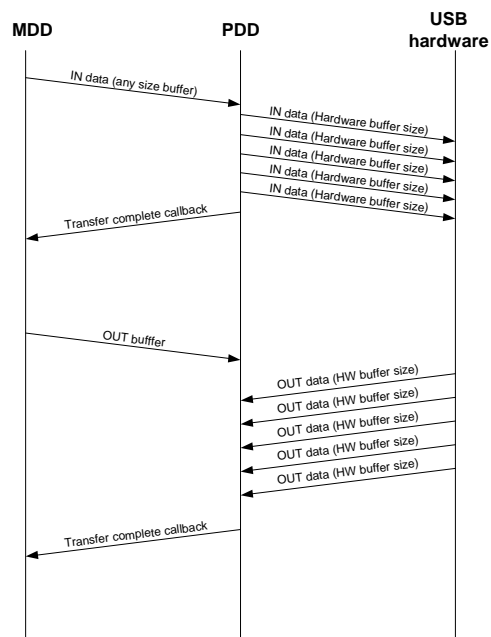 MDD
PDD
USB
hardware
IN data (any size buffer)
IN data (Hardware buffer size)
IN data (Hardware buffer size)
IN data (Hardware buffer size)
IN data (Hardware buffer size)
IN data (Hardware buffer size)
Transfer complete callback
OUT bufffer
OUT data (HW buffer size)
OUT data (HW buffer size)
OUT data (HW buffer size)
OUT data (HW buffer size)
OUT data (HW buffer size)
Transfer complete callback